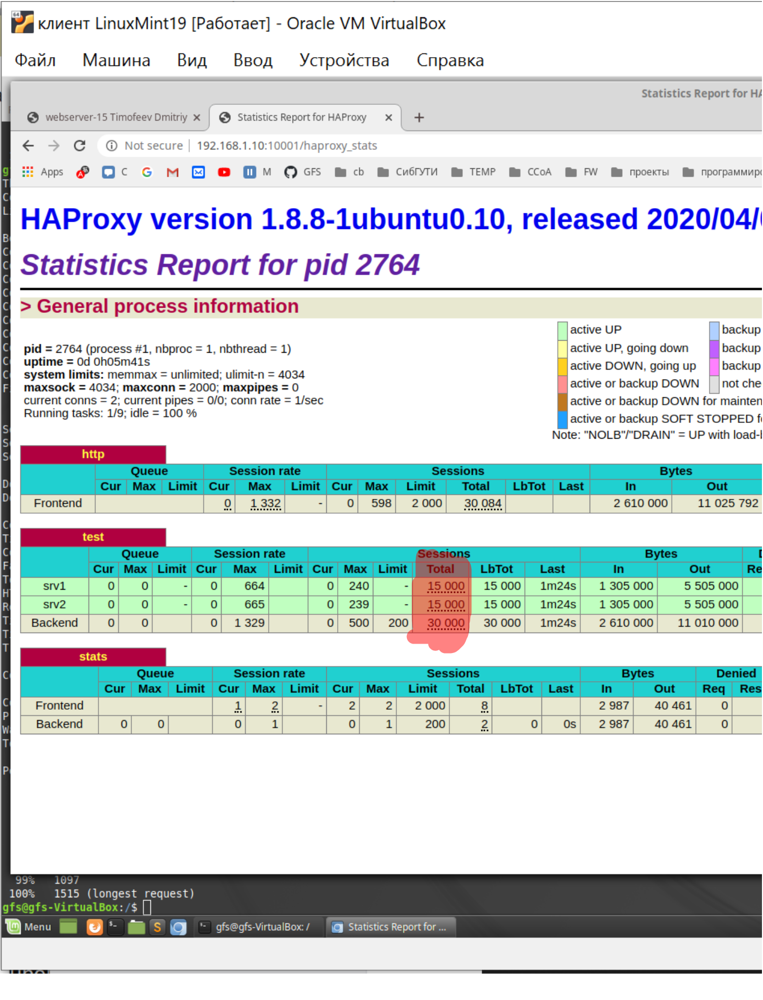 клиент LinuxMint19 [Работает] - Oracle VM VirtualBox
Файл Машина Вид Ввод Устройства Справка
Statistics Report for HA
webserver-15 Timofeev Dmitriy × Statistics Report for HAProxy × +
Not secure | 192.168.1.10:10001/haproxy_stats
Apps C M GFS cb СибГУТИ TEMP CCoA FW проекты программиро
HAProxy version 1.8.8-1ubuntu0.10, released 2020/04/
Statistics Report for pid 2764
> General process information
pid = 2764 (process #1, nbproc = 1, nbthread = 1)
uptime = 0d 0h05m41s
system limits: memmax = unlimited; ulimit-n = 4034
maxsock = 4034; maxconn = 2000; maxpipes = 0
current conns = 2; current pipes = 0/0; conn rate = 1/sec
Running tasks: 1/9; idle = 100 %
active UP backup
active UP, going down backup
active DOWN, going up backup
active or backup DOWN not che
active or backup DOWN for mainten
active or backup SOFT STOPPED f
Note: "NOLB"/"DRAIN" = UP with load-
http
Queue Session rate Sessions Bytes
Cur Max Limit Cur Max Limit Cur Max Limit Total LbTot Last In Out
Frontend 0 1 332 - 0 598 2 000 30 084 2 610 000 11 025 792
test
Queue Session rate Sessions Bytes
Cur Max Limit Cur Max Limit Cur Max Limit Total LbTot Last In Out Re
srv1 0 0 - 0 664 0 240 - 15 000 15 000 1m24s 1 305 000 5 505 000
srv2 0 0 - 0 665 0 239 - 15 000 15 000 1m24s 1 305 000 5 505 000
Backend 0 0 0 1 329 0 500 200 30 000 30 000 1m24s 2 610 000 11 010 000
stats
Queue Session rate Sessions Bytes Denied
Cur Max Limit Cur Max Limit Cur Max Limit Total LbTot Last In Out Req Res
Frontend 1 2 - 2 2 2 000 8 2 987 40 461 0
Backend 0 0 0 1 0 1 200 2 0 0s 2 987 40 461 0
99% 1097
100% 1515 (longest request)
gfs@gfs-VirtualBox:/$
Menu gfs@gfs-VirtualBox: / Statistics Report for ...